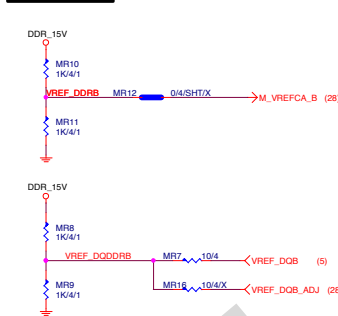 DDR_15V
MR10
1K/4/1
VREF_DDRB MR12 0/4/SHT/X M_VREFCA_B (28)
MR11
1K/4/1
DDR_15V
MR8
1K/4/1
VREF_DQDDRB MR7 10/4 VREF_DQB (5)
MR9
1K/4/1
MR16 10/4/X VREF_DQB_ADJ (28